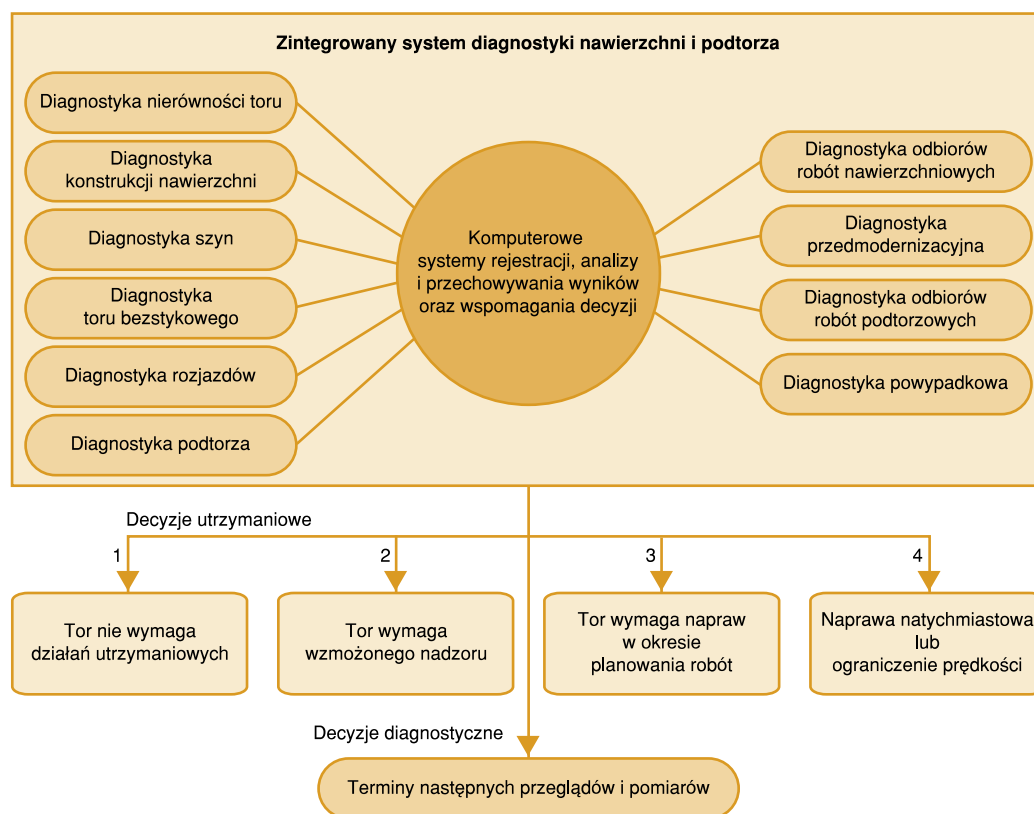 Zintegrowany system diagnostyki nawierzchni i podtorza
Diagnostyka nierówności toru
Diagnostyka
konstrukcji nawierzchni
Diagnostyka szyn
Diagnostyka
toru bezstykowego
Diagnostyka rozjazdów
Diagnostyka podtorza
Komputerowe
systemy rejestracji, analizy
i przechowywania wyników
oraz wspomagania decyzji
Diagnostyka odbiorów
robót nawierzchniowych
Diagnostyka
przedmodernizacyjna
Diagnostyka odbiorów
robót podtorzowych
Diagnostyka powypadkowa
Decyzje utrzymaniowe
1
Tor nie wymaga
działań utrzymaniowych
2
Tor wymaga
wzmożonego nadzoru
3
Tor wymaga napraw
w okresie
planowania robót
4
Naprawa natychmiastowa
lub
ograniczenie prędkości
Decyzje diagnostyczne
Terminy następnych przeglądów i pomiarów